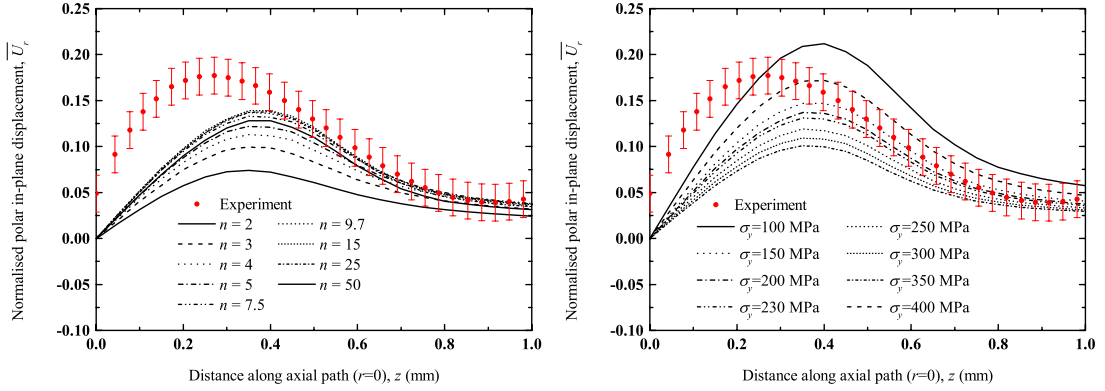 Normalised polar in-plane displacement, U̅r
0.25
0.20
0.15
0.10
0.05
0.00
-0.05
-0.10
Experiment
n = 2
n = 3
n = 4
n = 5
n = 7.5
n = 9.7
n = 15
n = 25
n = 50
0.0 0.2 0.4 0.6 0.8 1.0
Distance along axial path (r=0), z (mm)
Normalised polar in-plane displacement, U̅r
0.25
0.20
0.15
0.10
0.05
0.00
-0.05
-0.10
Experiment
σy=100 MPa
σy=150 MPa
σy=200 MPa
σy=230 MPa
σy=250 MPa
σy=300 MPa
σy=350 MPa
σy=400 MPa
0.0 0.2 0.4 0.6 0.8 1.0
Distance along axial path (r=0), z (mm)